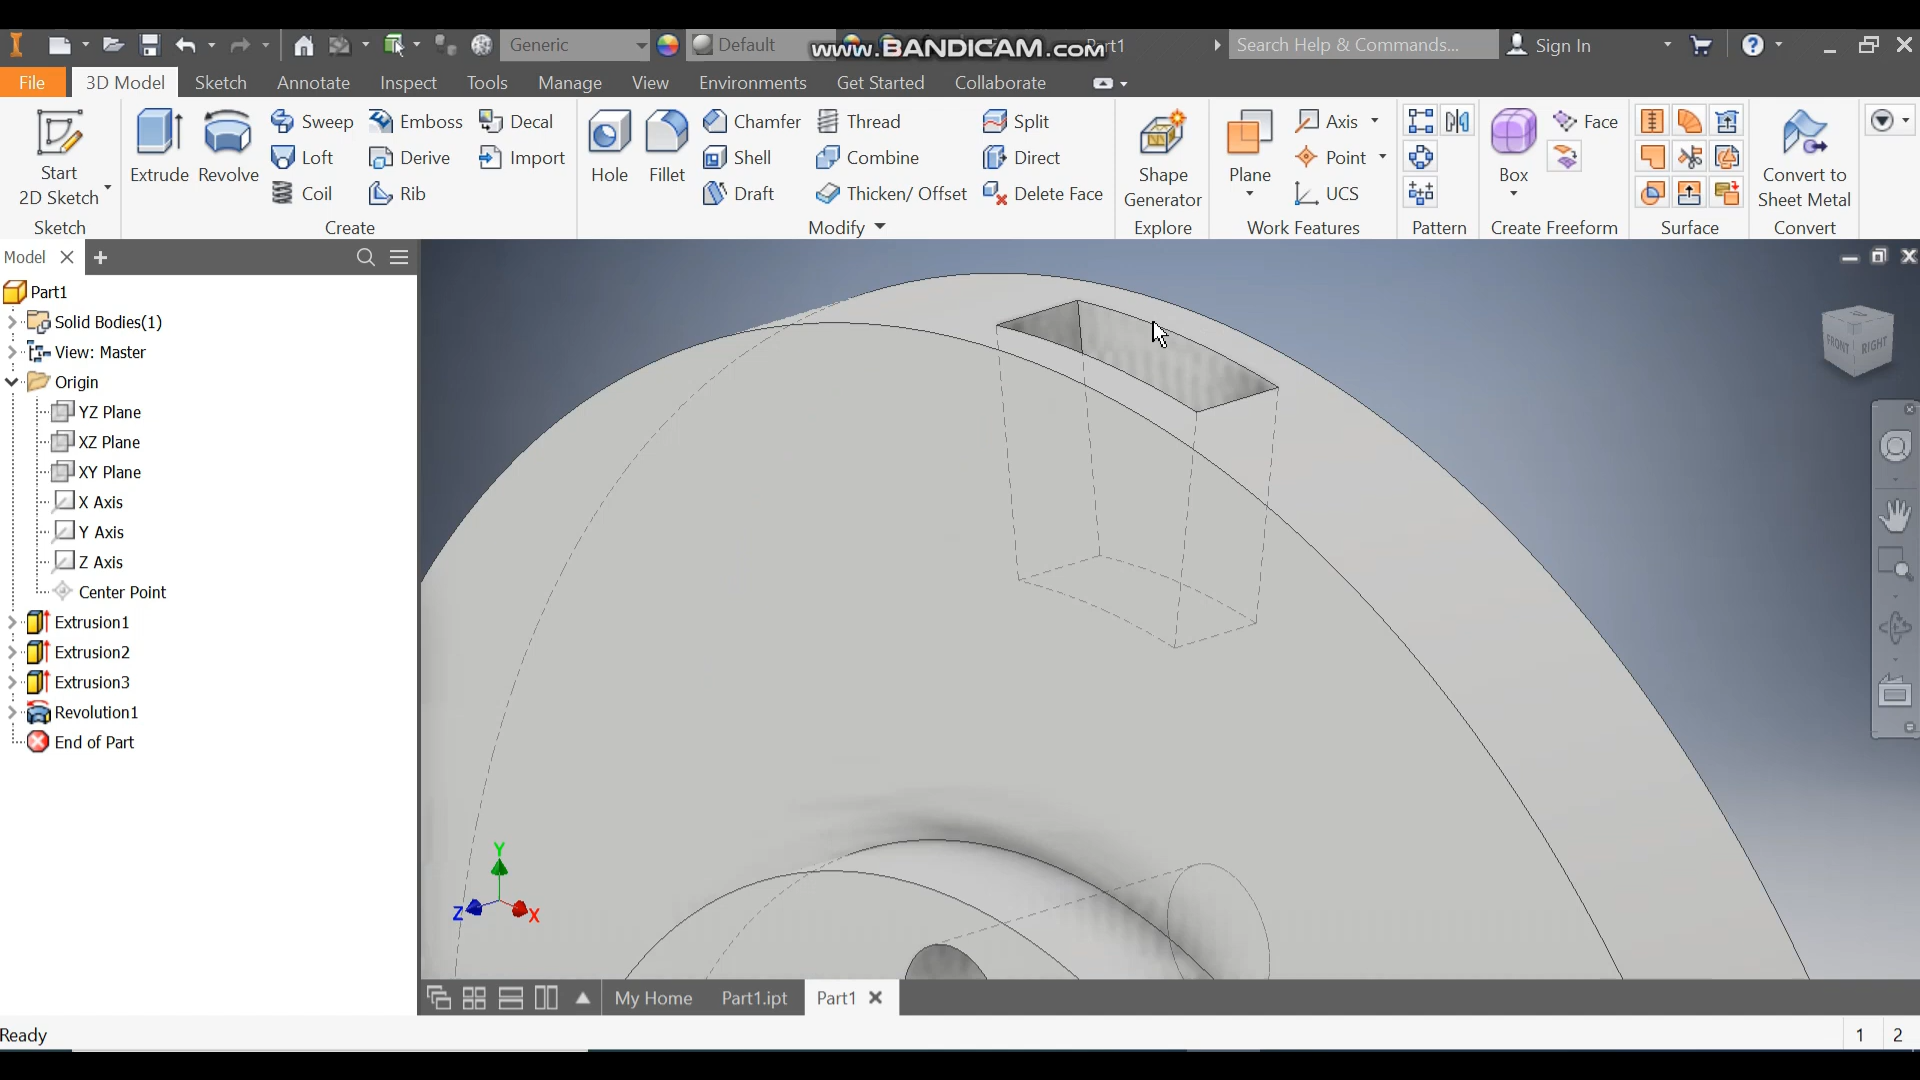 Generic
Default
www.BANDICAM.com
Part1
Search Help & Commands...
Sign In
File
3D Model
Sketch
Annotate
Inspect
Tools
Manage
View
Environments
Get Started
Collaborate
Start
2D Sketch
Sketch
Extrude
Revolve
Sweep
Loft
Coil
Emboss
Derive
Rib
Decal
Import
Create
Hole
Fillet
Chamfer
Shell
Draft
Thread
Combine
Thicken/ Offset
Split
Direct
Delete Face
Modify
Shape
Generator
Explore
Plane
Axis
Point
UCS
Work Features
Pattern
Box
Face
Create Freeform
Surface
Convert to
Sheet Metal
Convert
Model
Part1
Solid Bodies(1)
View: Master
Origin
YZ Plane
XZ Plane
XY Plane
X Axis
Y Axis
Z Axis
Center Point
Extrusion1
Extrusion2
Extrusion3
Revolution1
End of Part
FRONT
RIGHT
Y
Z
X
My Home
Part1.ipt
Part1
Ready
1
2